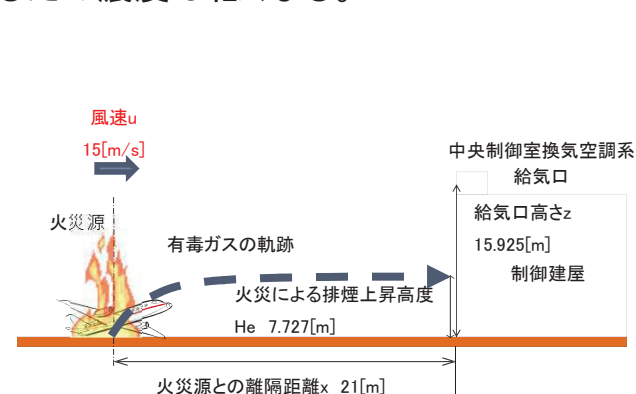 風速u
15[m/s]
中央制御室換気空調系
給気口
火災源
給気口高さz
15.925[m]
制御建屋
有毒ガスの軌跡
火災による排煙上昇高度
He 7.727[m]
火災源との離隔距離x 21[m]